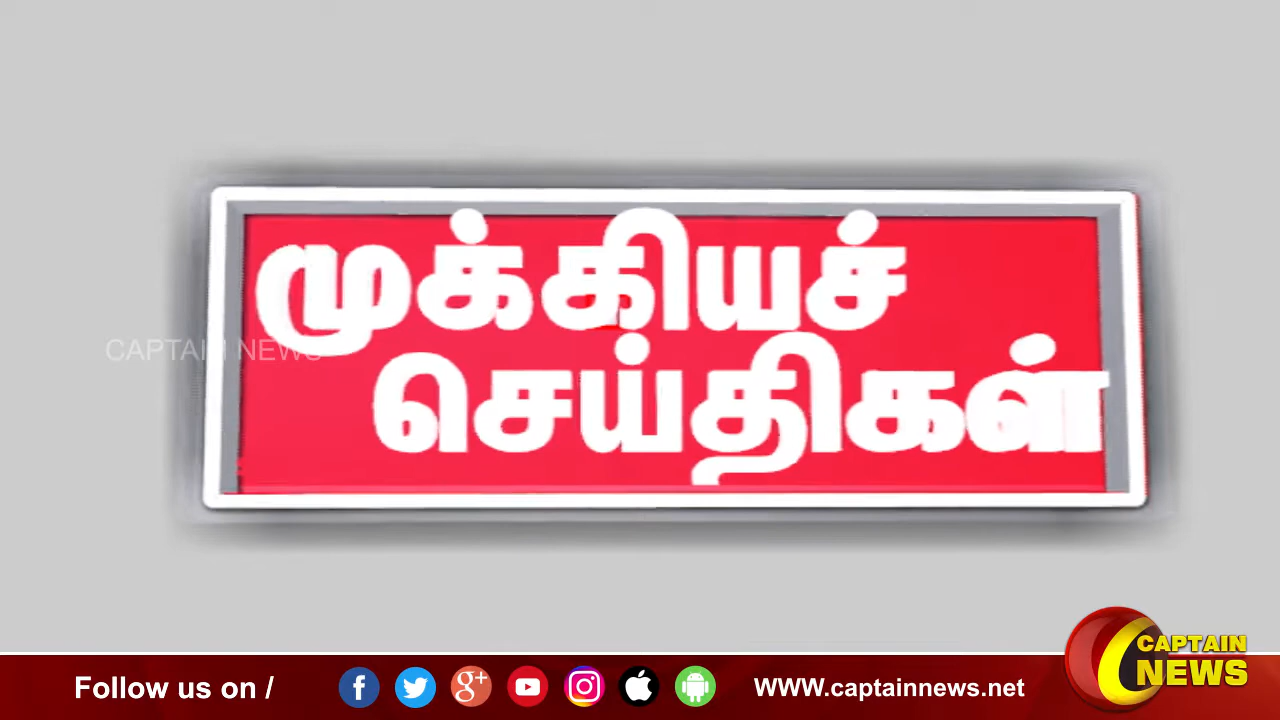 முக்கியச்
செய்திகள்
CAPTAIN NEWS
Follow us on /
WWW.captainnews.net
CAPTAIN
NEWS